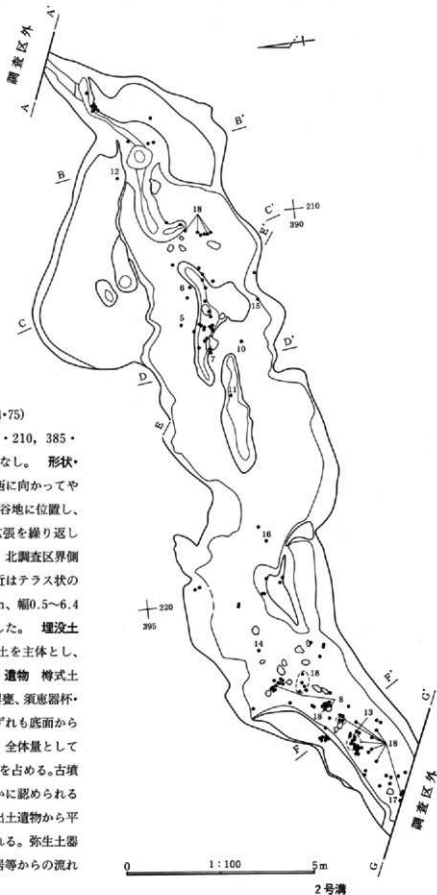 調査区外
A'
A
B'
B
12
18
C'
E'
210
390
6
15
5
C
10
7
D'
D
11
E
16
220
395
14
18
8
F'
G'
13
18
18
F
17
調査区外
G
0
1:100
5m
2号溝
・75)
・210，385・
なし。　形状・
西に向かってや
谷地に位置し、
拡張を繰り返し
北調査区界側
近はテラス状の
、幅0.5〜6.4
した。　埋没土
土を主体とし、
遺物　樽式土
甕、須恵器杯・
ずれも底面から
全体量として
を占める。古墳
かに認められる
出土遺物から平
れる。弥生土器
居等からの流れ